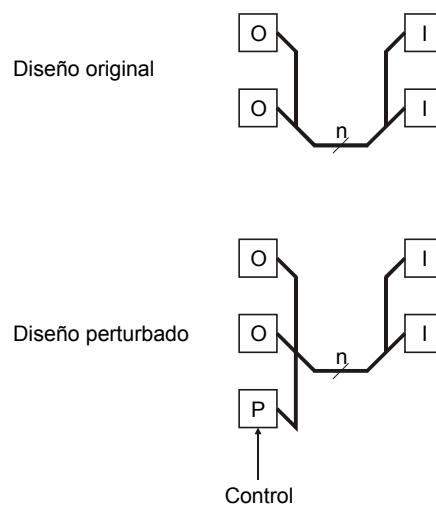 O I
Diseño original
O I
n
O I
Diseño perturbado
O I
n
P
Control